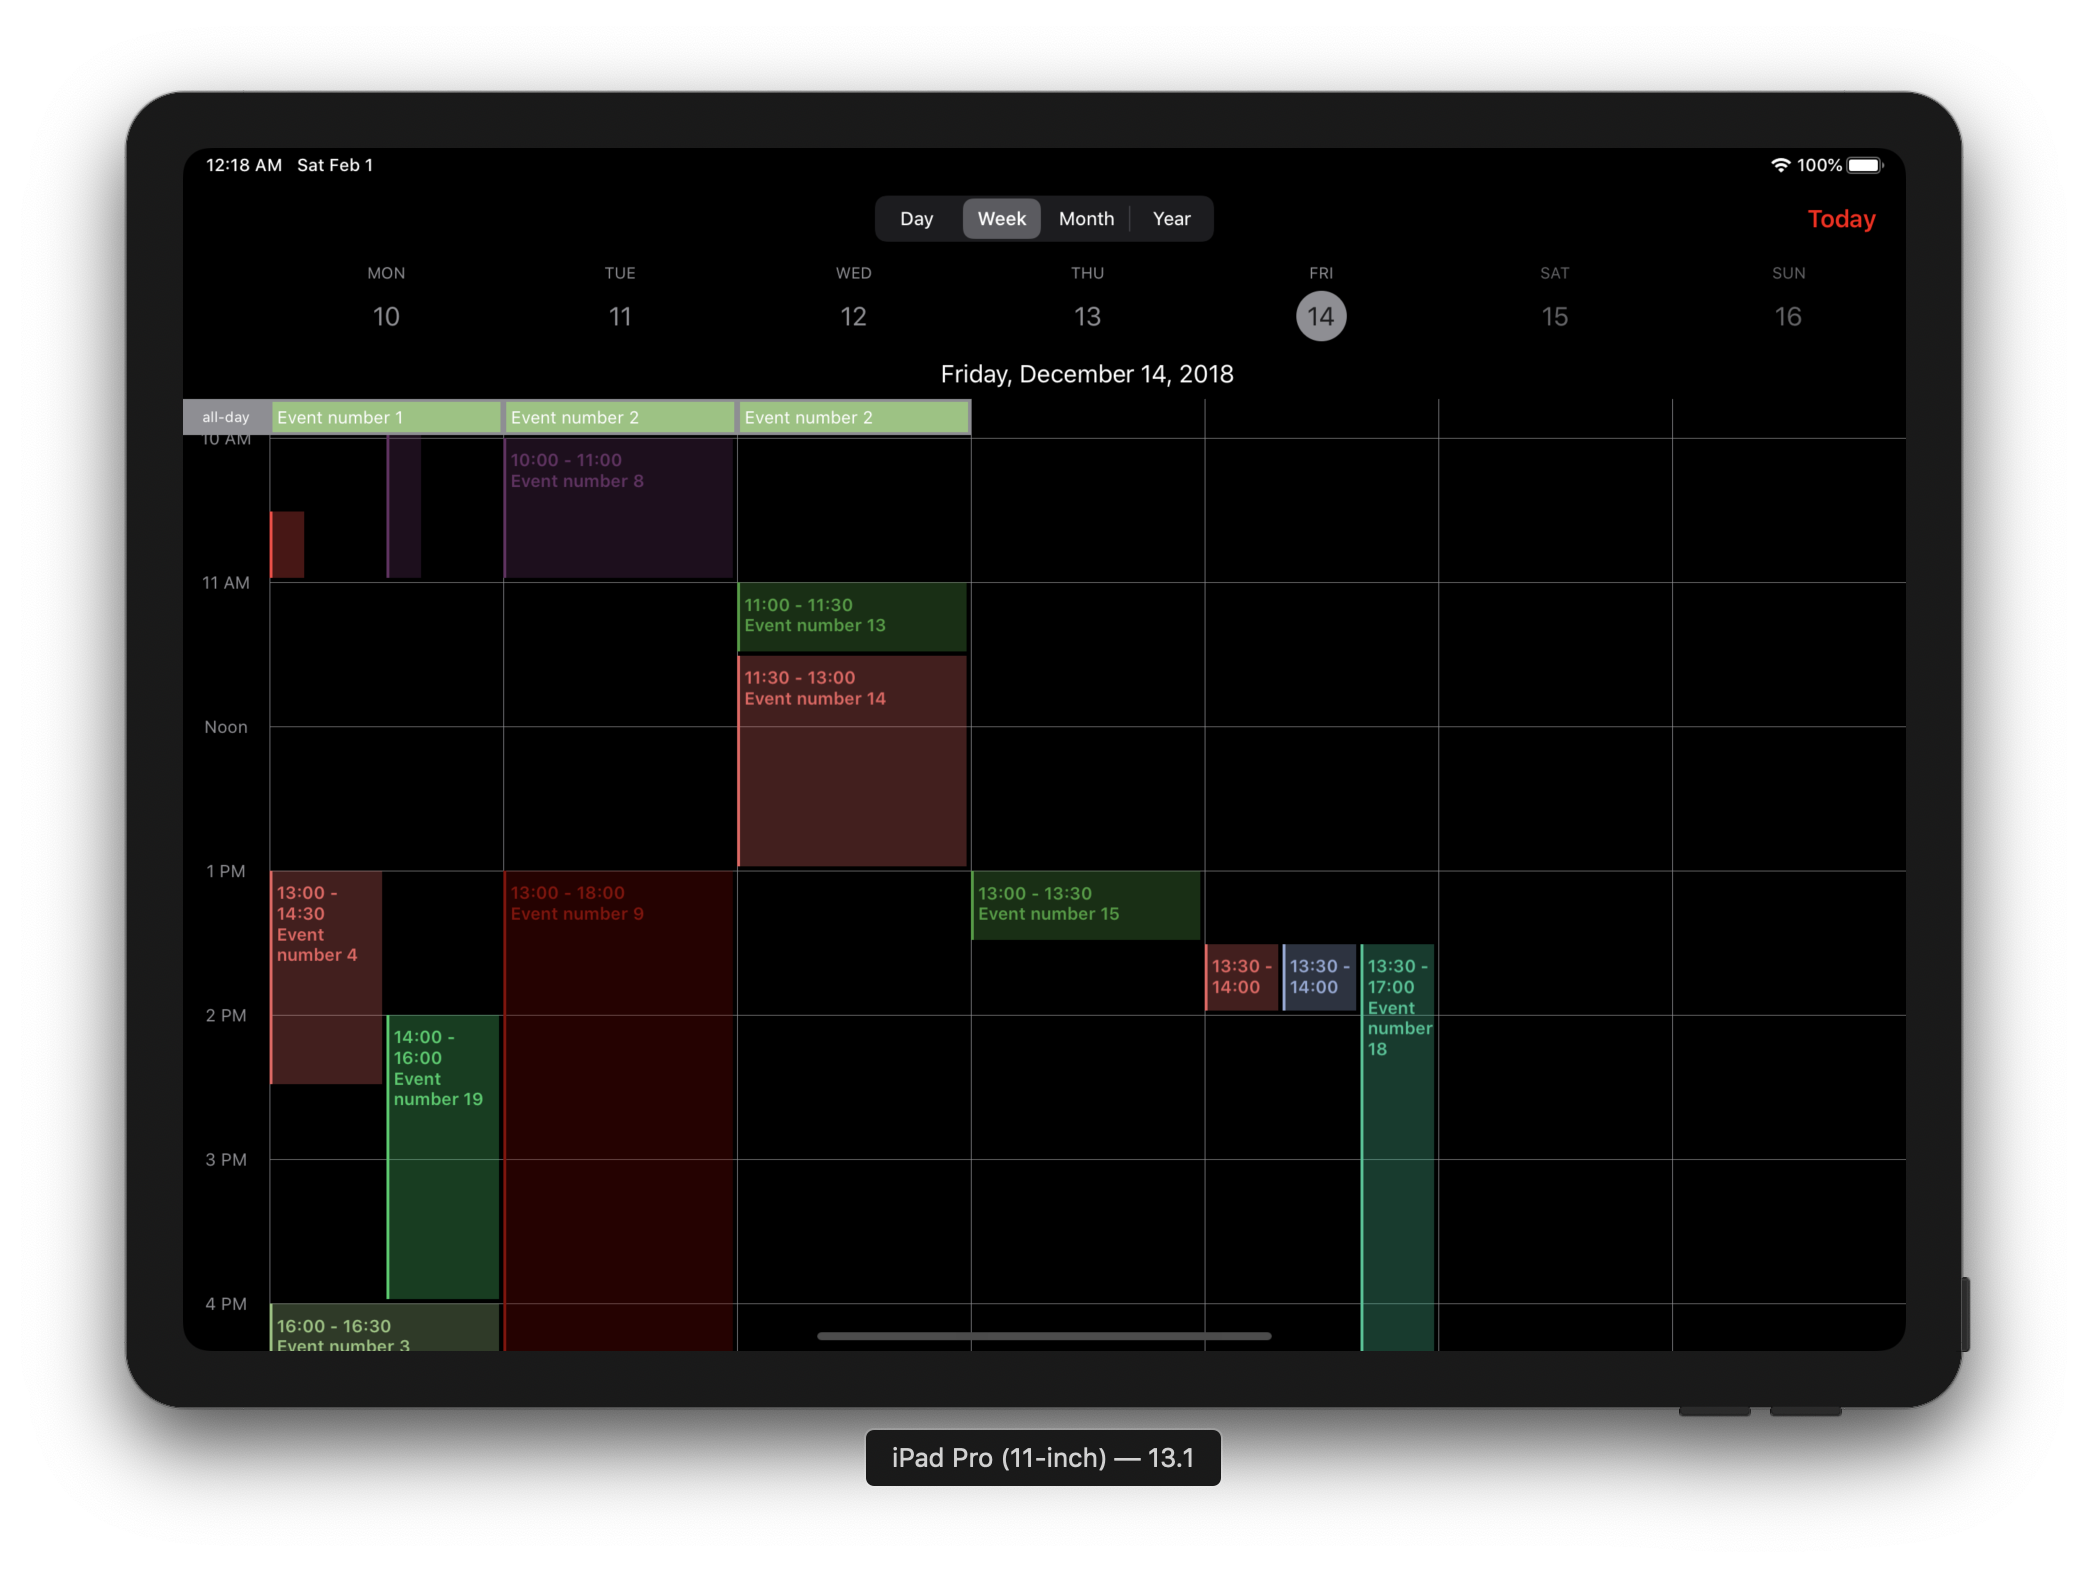 12:18 AM Sat Feb 1
100%
Day Week Month Year
Today
MON TUE WED THU FRI SAT SUN
10 11 12 13 14 15 16
Friday, December 14, 2018
all-day Event number 1 Event number 2 Event number 2
10 AM
10:00 - 11:00
Event number 8
11 AM
11:00 - 11:30
Event number 13
11:30 - 13:00
Event number 14
Noon
1 PM
13:00 -
14:30
Event
number 4
13:00 - 18:00
Event number 9
13:00 - 13:30
Event number 15
13:30 -
14:00
13:30 -
14:00
13:30 -
17:00
Event
number
18
2 PM
14:00 -
16:00
Event
number 19
3 PM
4 PM
16:00 - 16:30
Event number 3
iPad Pro (11-inch) — 13.1